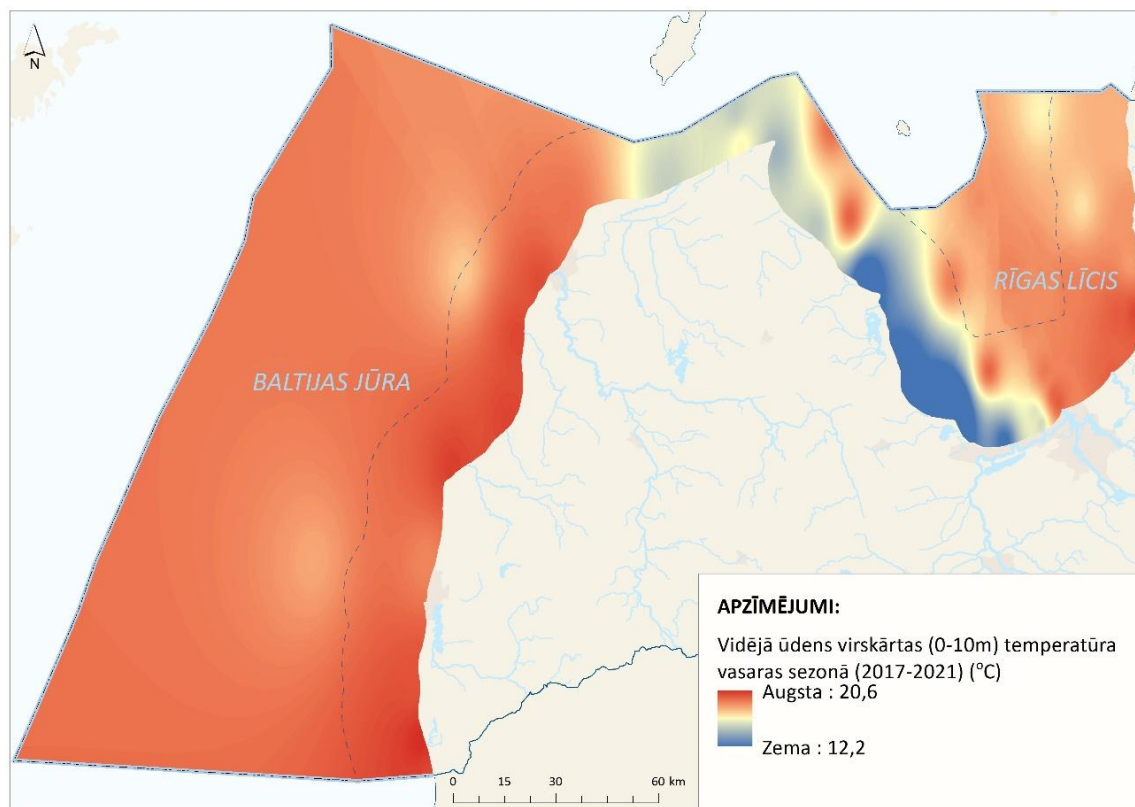 N
RĪGAS LĪCIS
BALTIJAS JŪRA
APZĪMĒJUMI:
Vidējā ūdens virskārtas (0-10m) temperatūra
vasaras sezonā (2017-2021) (°C)
Augsta : 20,6
Zema : 12,2
0 15 30 60 km